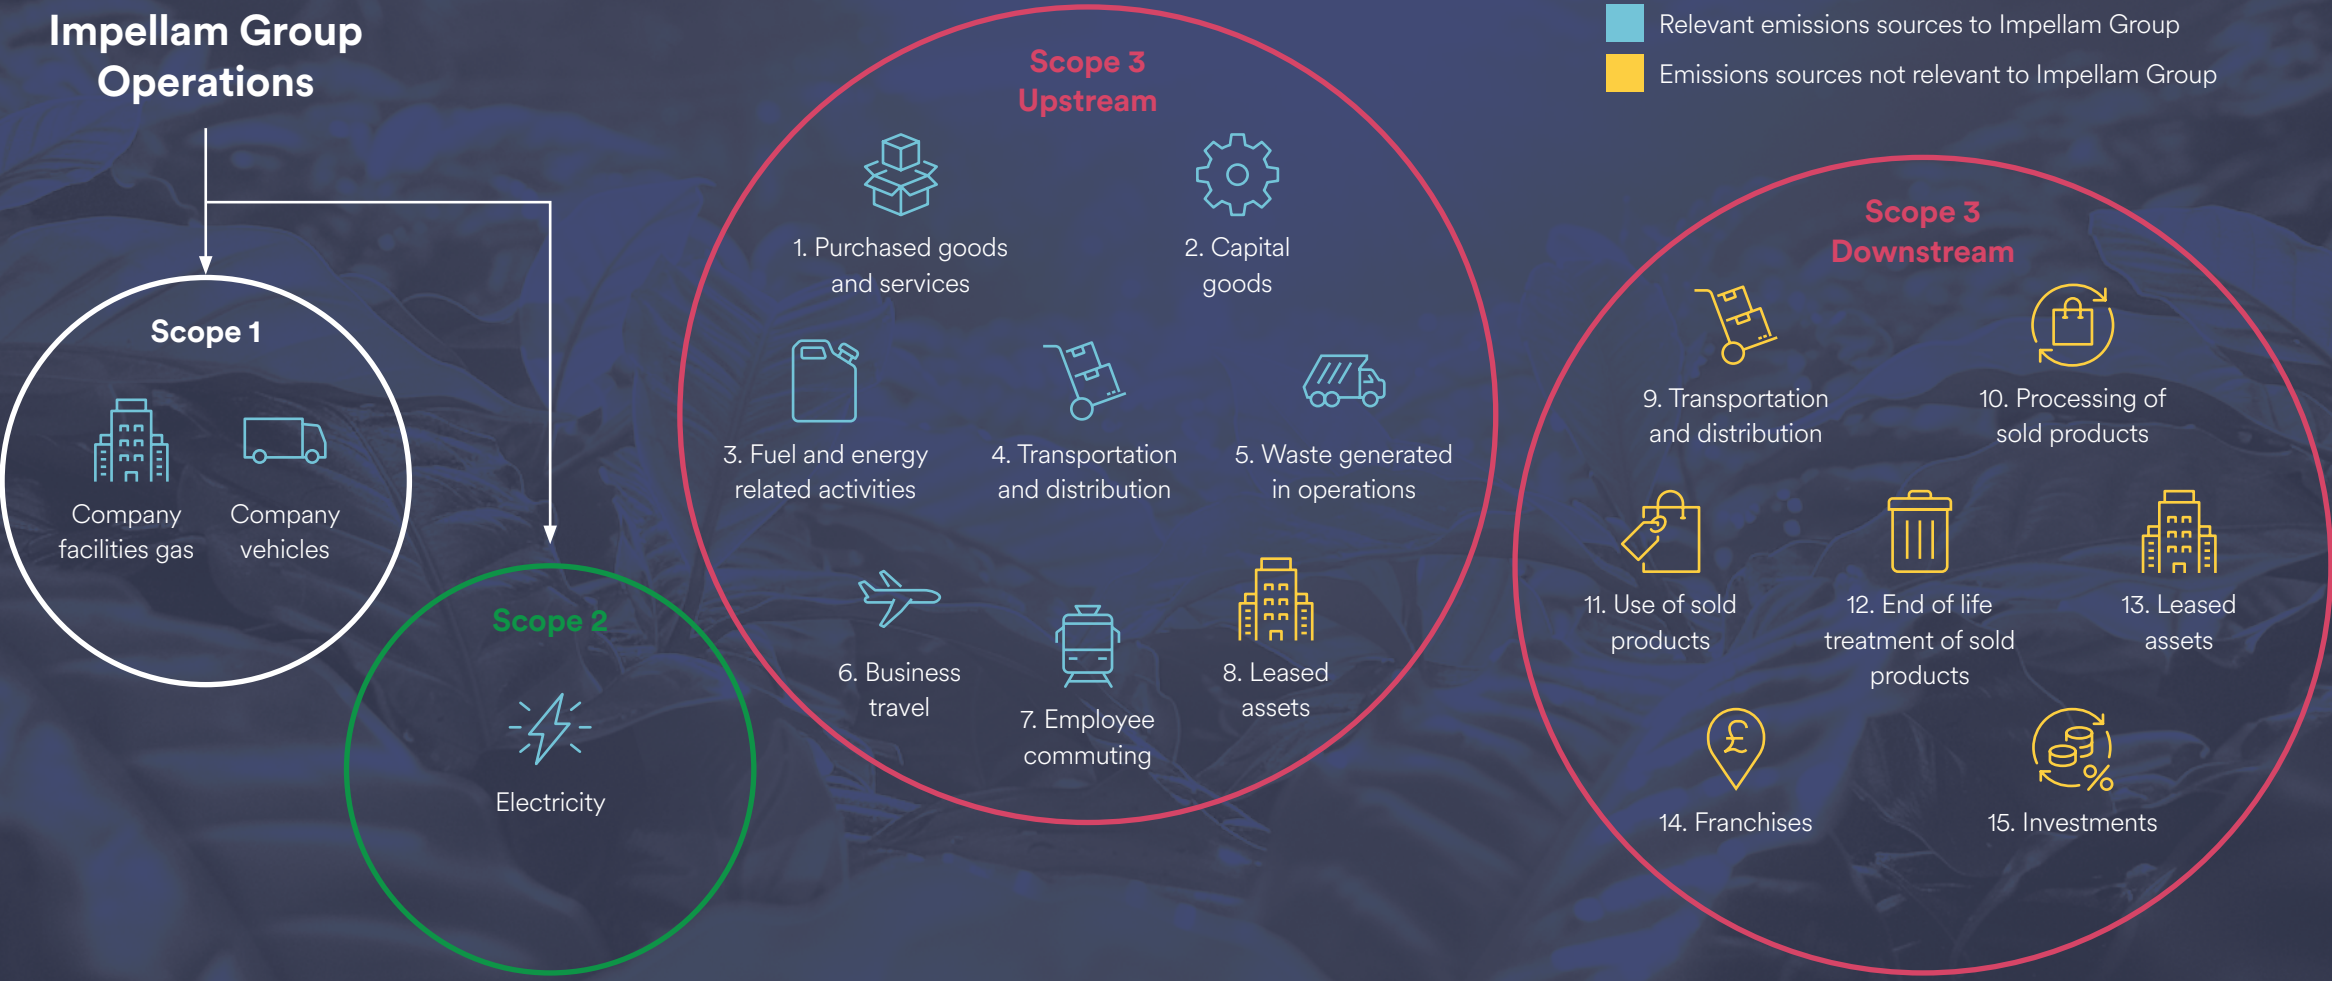 Impellam Group
Operations
Relevant emissions sources to Impellam Group
Emissions sources not relevant to Impellam Group
Scope 1
Company
facilities gas
Company
vehicles
Scope 2
Electricity
Scope 3
Upstream
1. Purchased goods
and services
2. Capital
goods
3. Fuel and energy
related activities
4. Transportation
and distribution
5. Waste generated
in operations
6. Business
travel
7. Employee
commuting
8. Leased
assets
Scope 3
Downstream
9. Transportation
and distribution
10. Processing of
sold products
11. Use of sold
products
12. End of life
treatment of sold
products
13. Leased
assets
£
14. Franchises
%
15. Investments